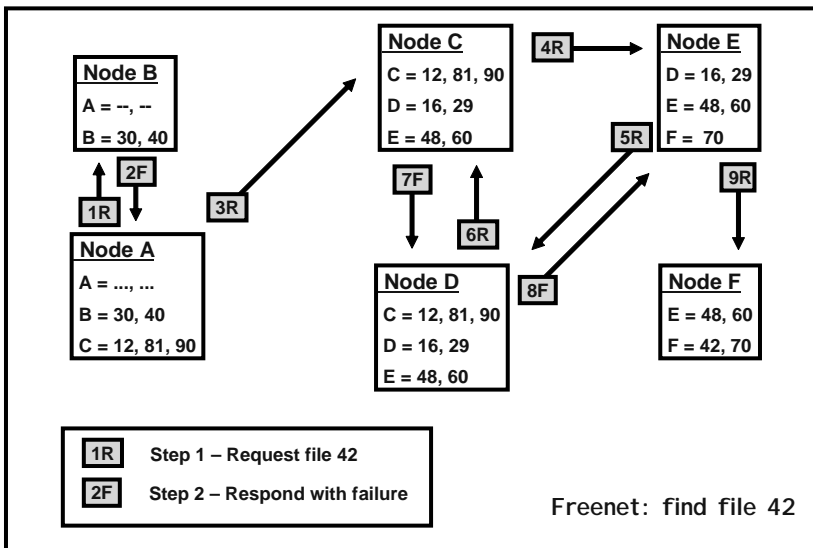 Node B
A = --, --
B = 30, 40
2F
1R
Node A
A = ..., ...
B = 30, 40
C = 12, 81, 90
3R
Node C
C = 12, 81, 90
D = 16, 29
E = 48, 60
4R
Node E
D = 16, 29
E = 48, 60
F = 70
5R
7F
6R
9R
Node D
C = 12, 81, 90
D = 16, 29
E = 48, 60
8F
Node F
E = 48, 60
F = 42, 70
1R Step 1 – Request file 42
2F Step 2 – Respond with failure
Freenet: find file 42